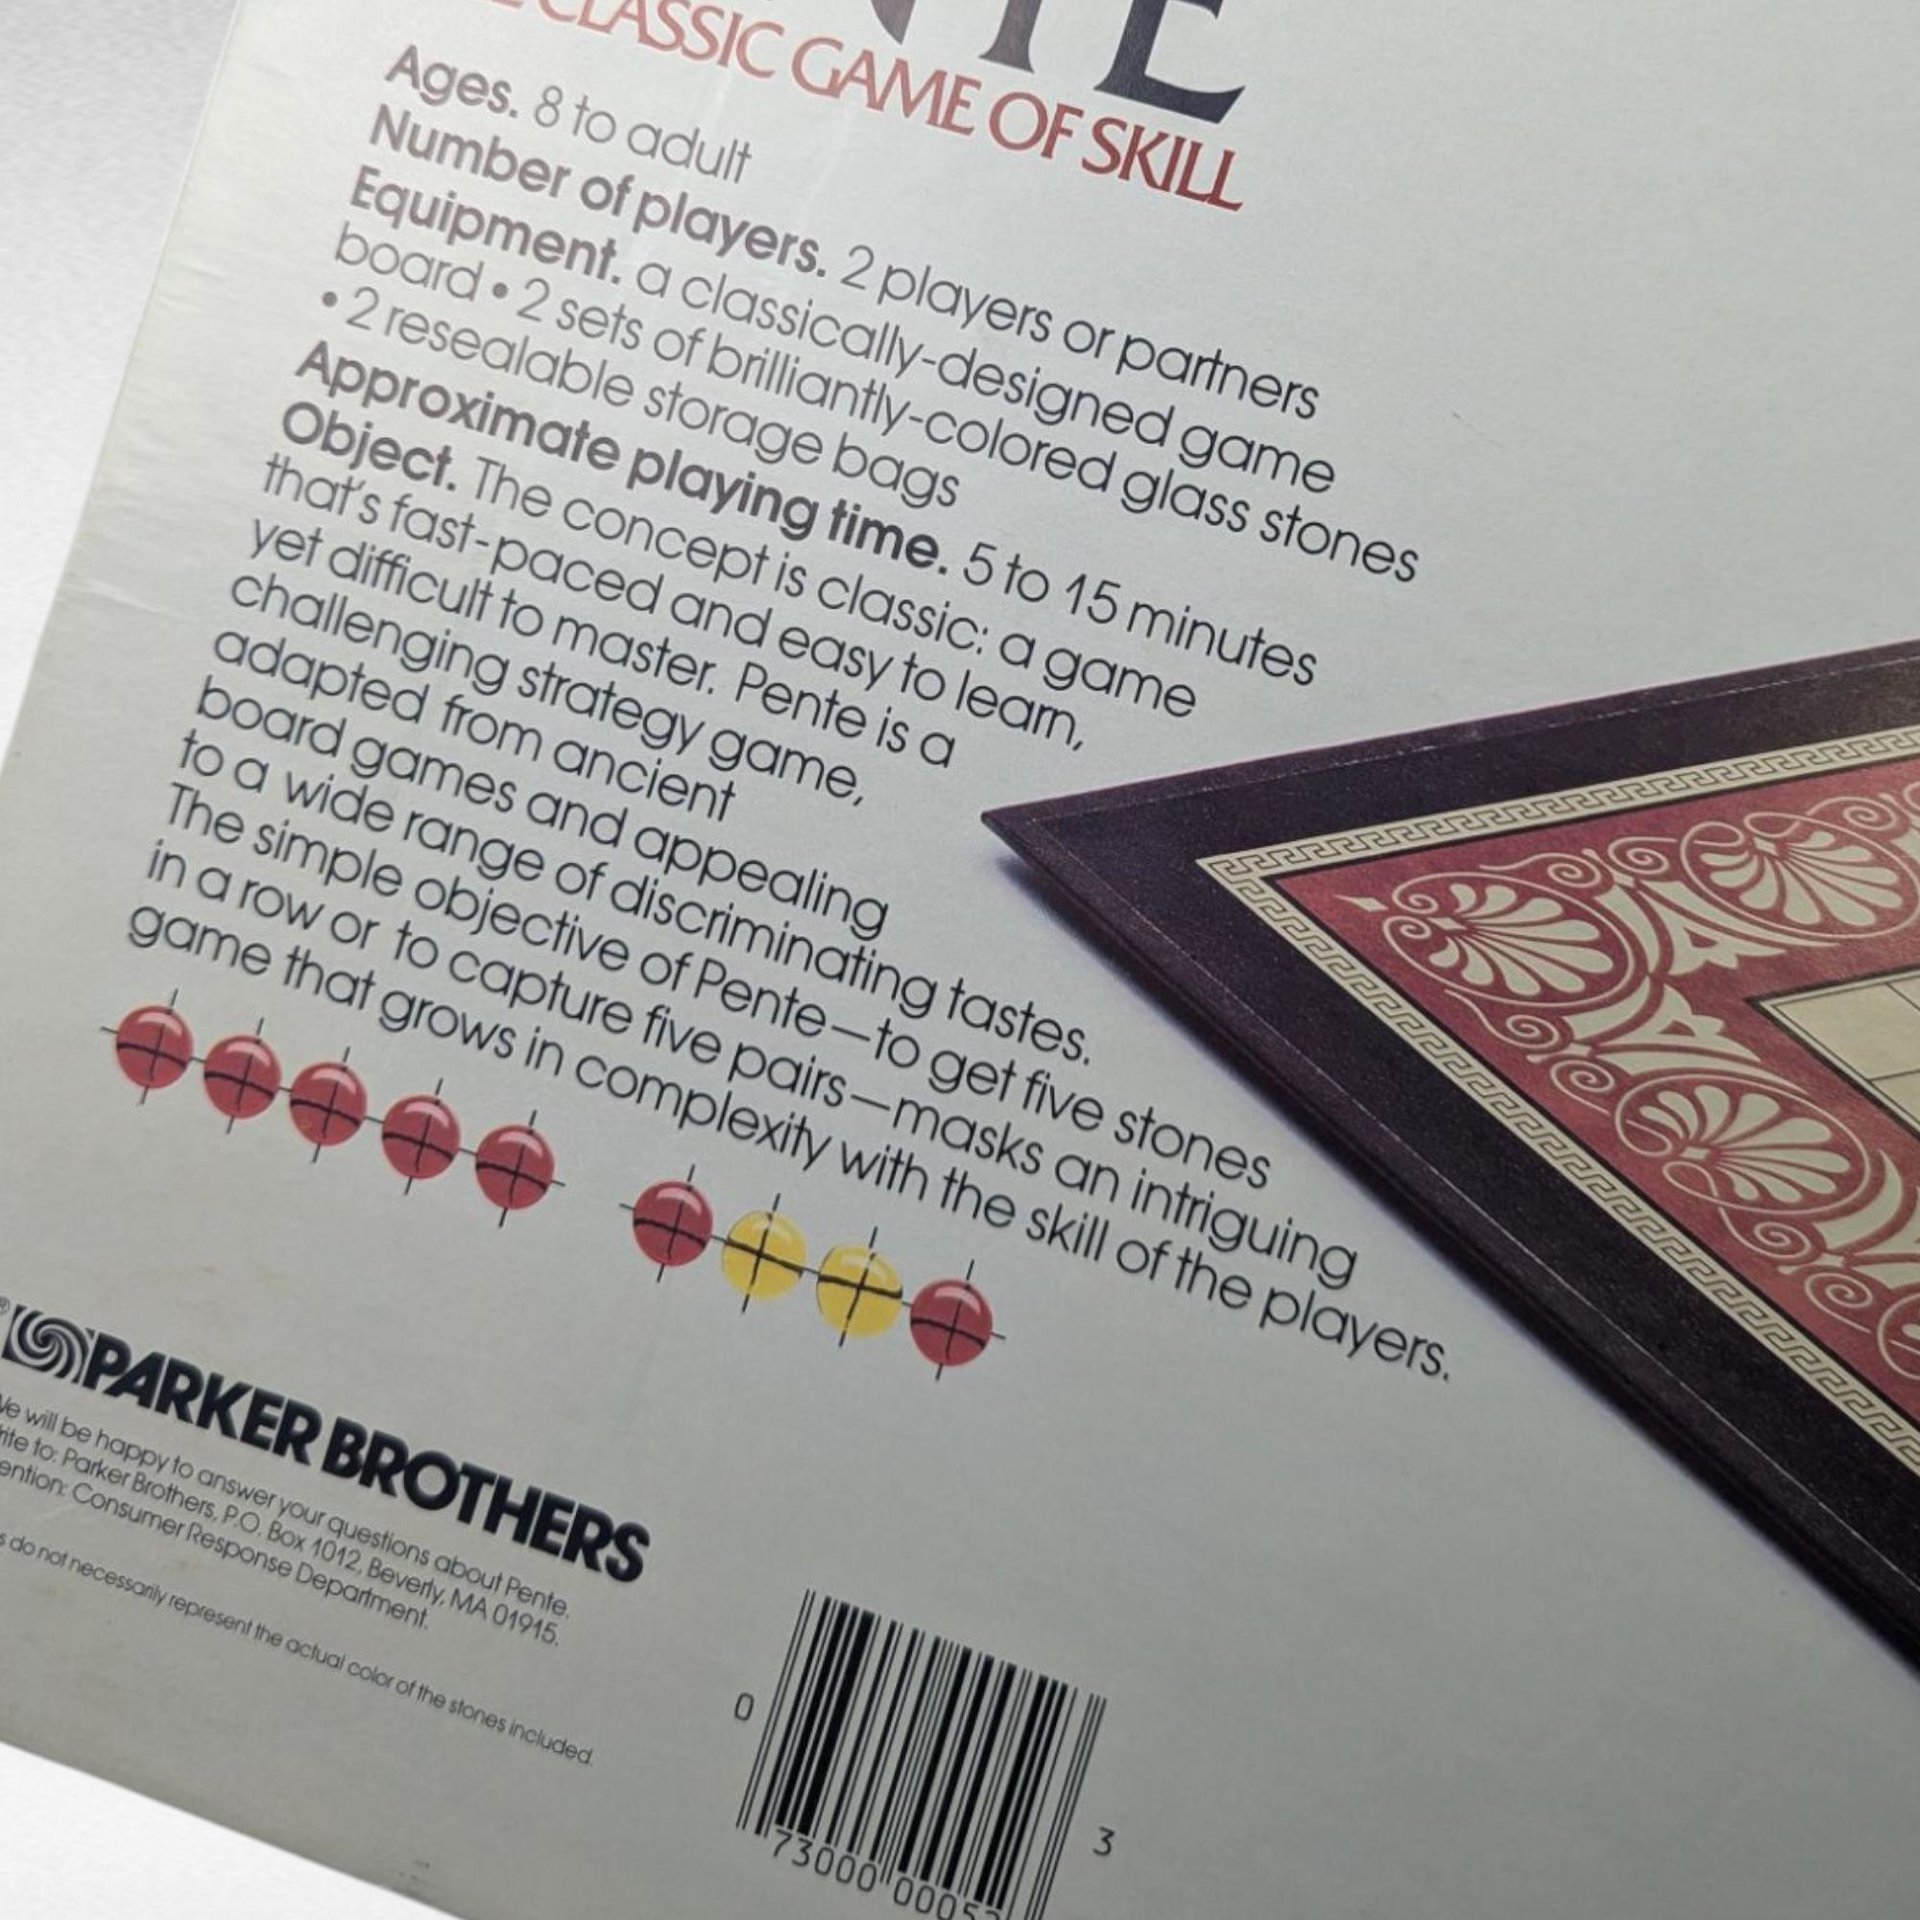 CLASSIC GAME OF SKILL
Ages. 8 to adult
Number of players. 2 players or partners
Equipment. a classically-designed game
board • 2 sets of brilliantly-colored glass stones
• 2 resealable storage bags
Approximate playing time. 5 to 15 minutes
Object. The concept is classic: a game
that's fast-paced and easy to learn,
yet difficult to master. Pente is a
challenging strategy game,
adapted from ancient
board games and appealing
to a wide range of discriminating tastes.
The simple objective of Pente—to get five stones
in a row or to capture five pairs—masks an intriguing
game that grows in complexity with the skill of the players.
® PARKER BROTHERS
will be happy to answer your questions about Pente.
to: Parker Brothers, P.O. Box 1012, Beverly, MA 01915.
Consumer Response Department.
do not necessarily represent the actual color of the stones included.
0 73000 00052 3